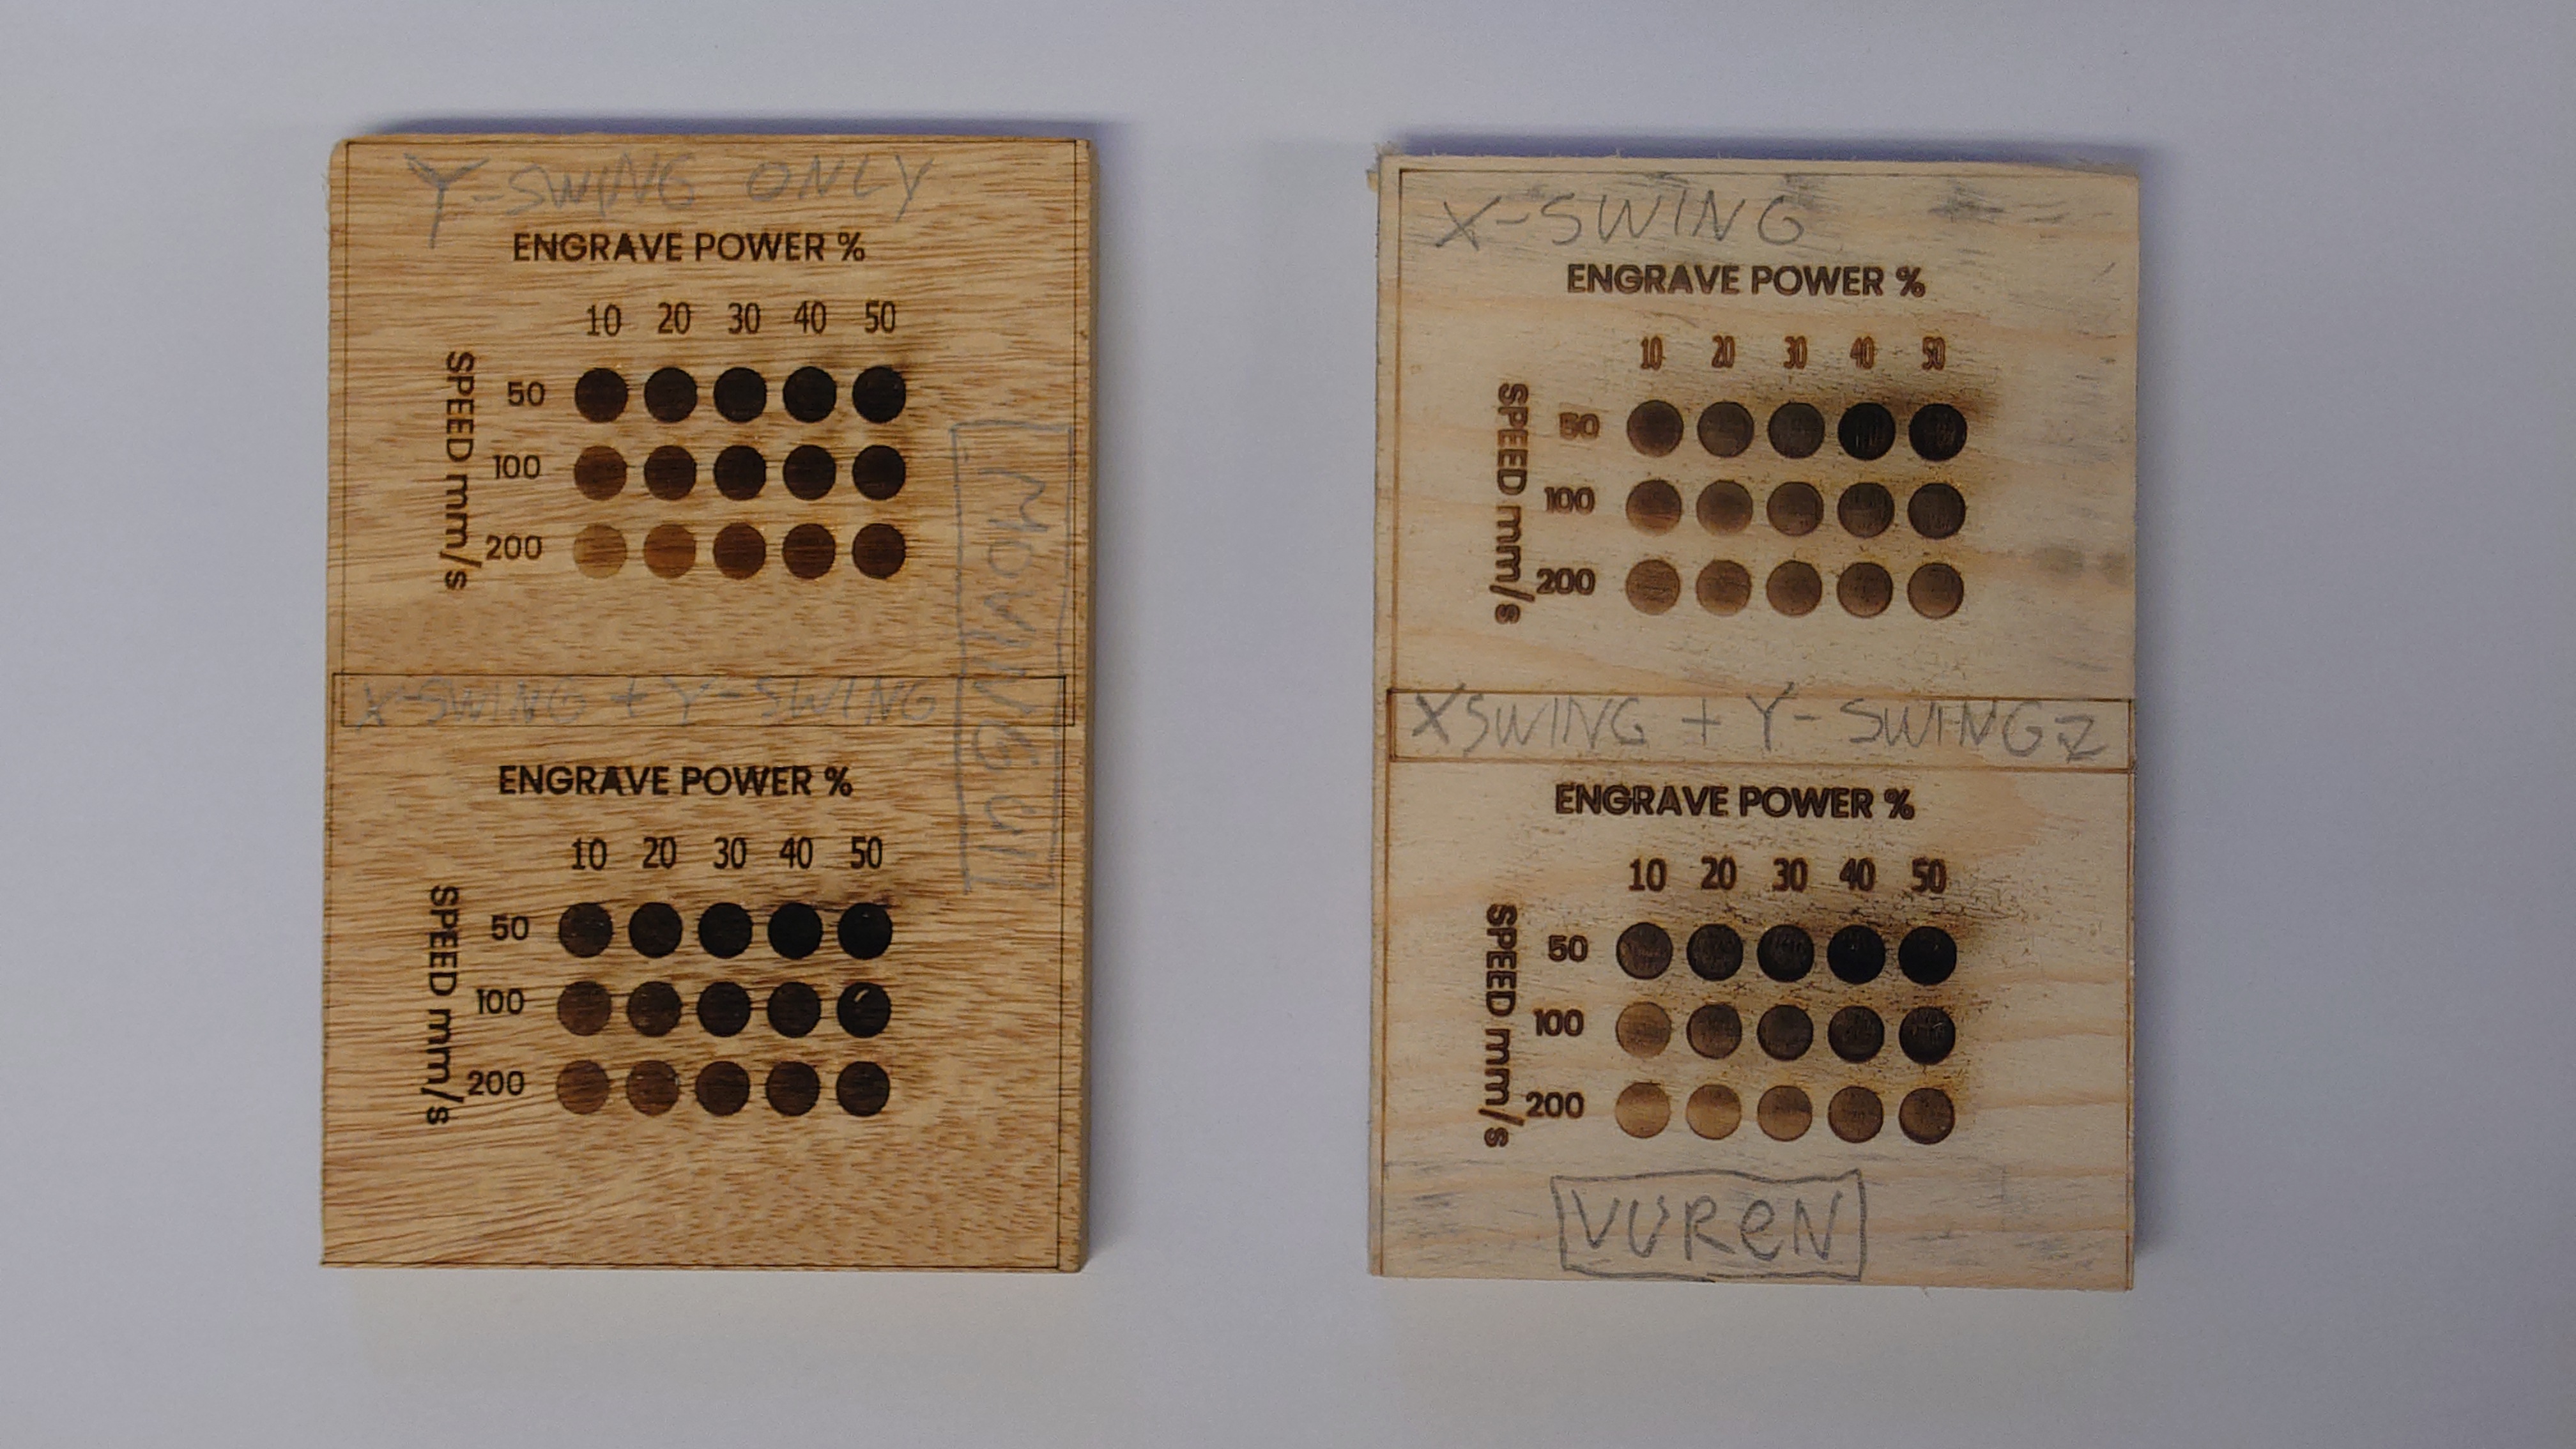 Y-SWING ONLY
ENGRAVE POWER %
10 20 30 40 50
SPEED mm/s
50
100
200
MOVINGUI
X-SWING + Y-SWING
ENGRAVE POWER %
10 20 30 40 50
SPEED mm/s
50
100
200
X-SWING
ENGRAVE POWER %
10 20 30 40 50
SPEED mm/s
50
100
200
XSWING + Y-SWINGZ
ENGRAVE POWER %
10 20 30 40 50
SPEED mm/s
50
100
200
VUREN